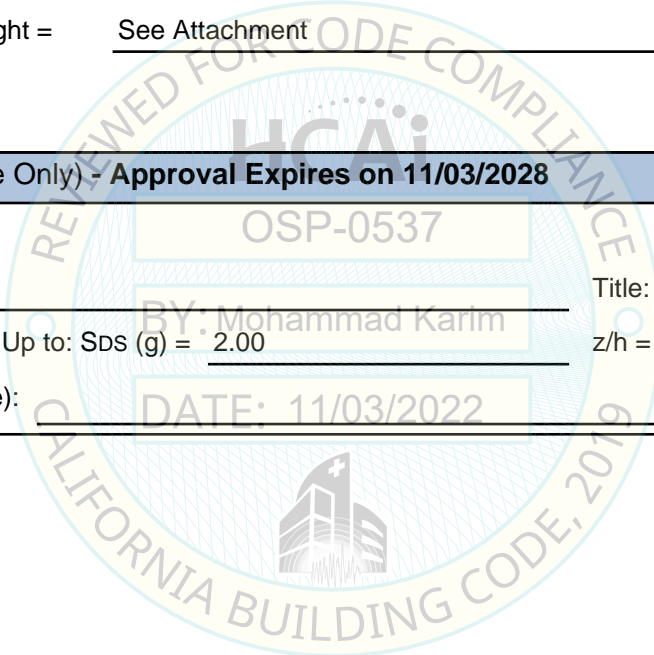 ght = See Attachment
REVIEWED FOR CODE COMPLIANCE
HCAi
e Only) - Approval Expires on 11/03/2028
OSP-0537
Title:
BY: Mohammad Karim
Up to: SDS (g) = 2.00 z/h =
e):
DATE: 11/03/2022
CALIFORNIA BUILDING CODE, 2019